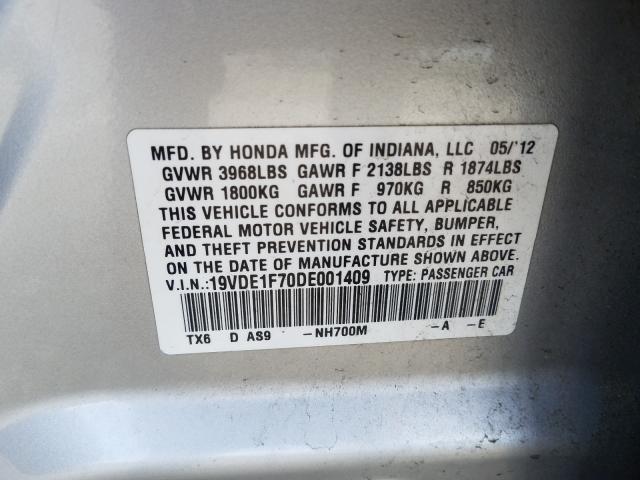 MFD. BY HONDA MFG. OF INDIANA, LLC 05/'12
GVWR 3968LBS GAWR F 2138LBS R 1874LBS
GVWR 1800KG GAWR F 970KG R 850KG
THIS VEHICLE CONFORMS TO ALL APPLICABLE
FEDERAL MOTOR VEHICLE SAFETY, BUMPER,
AND THEFT PREVENTION STANDARDS IN EFFECT
ON THE DATE OF MANUFACTURE SHOWN ABOVE.
V.I.N.:19VDE1F70DE001409 TYPE: PASSENGER CAR
TX6 D AS9 -NH700M -A -E